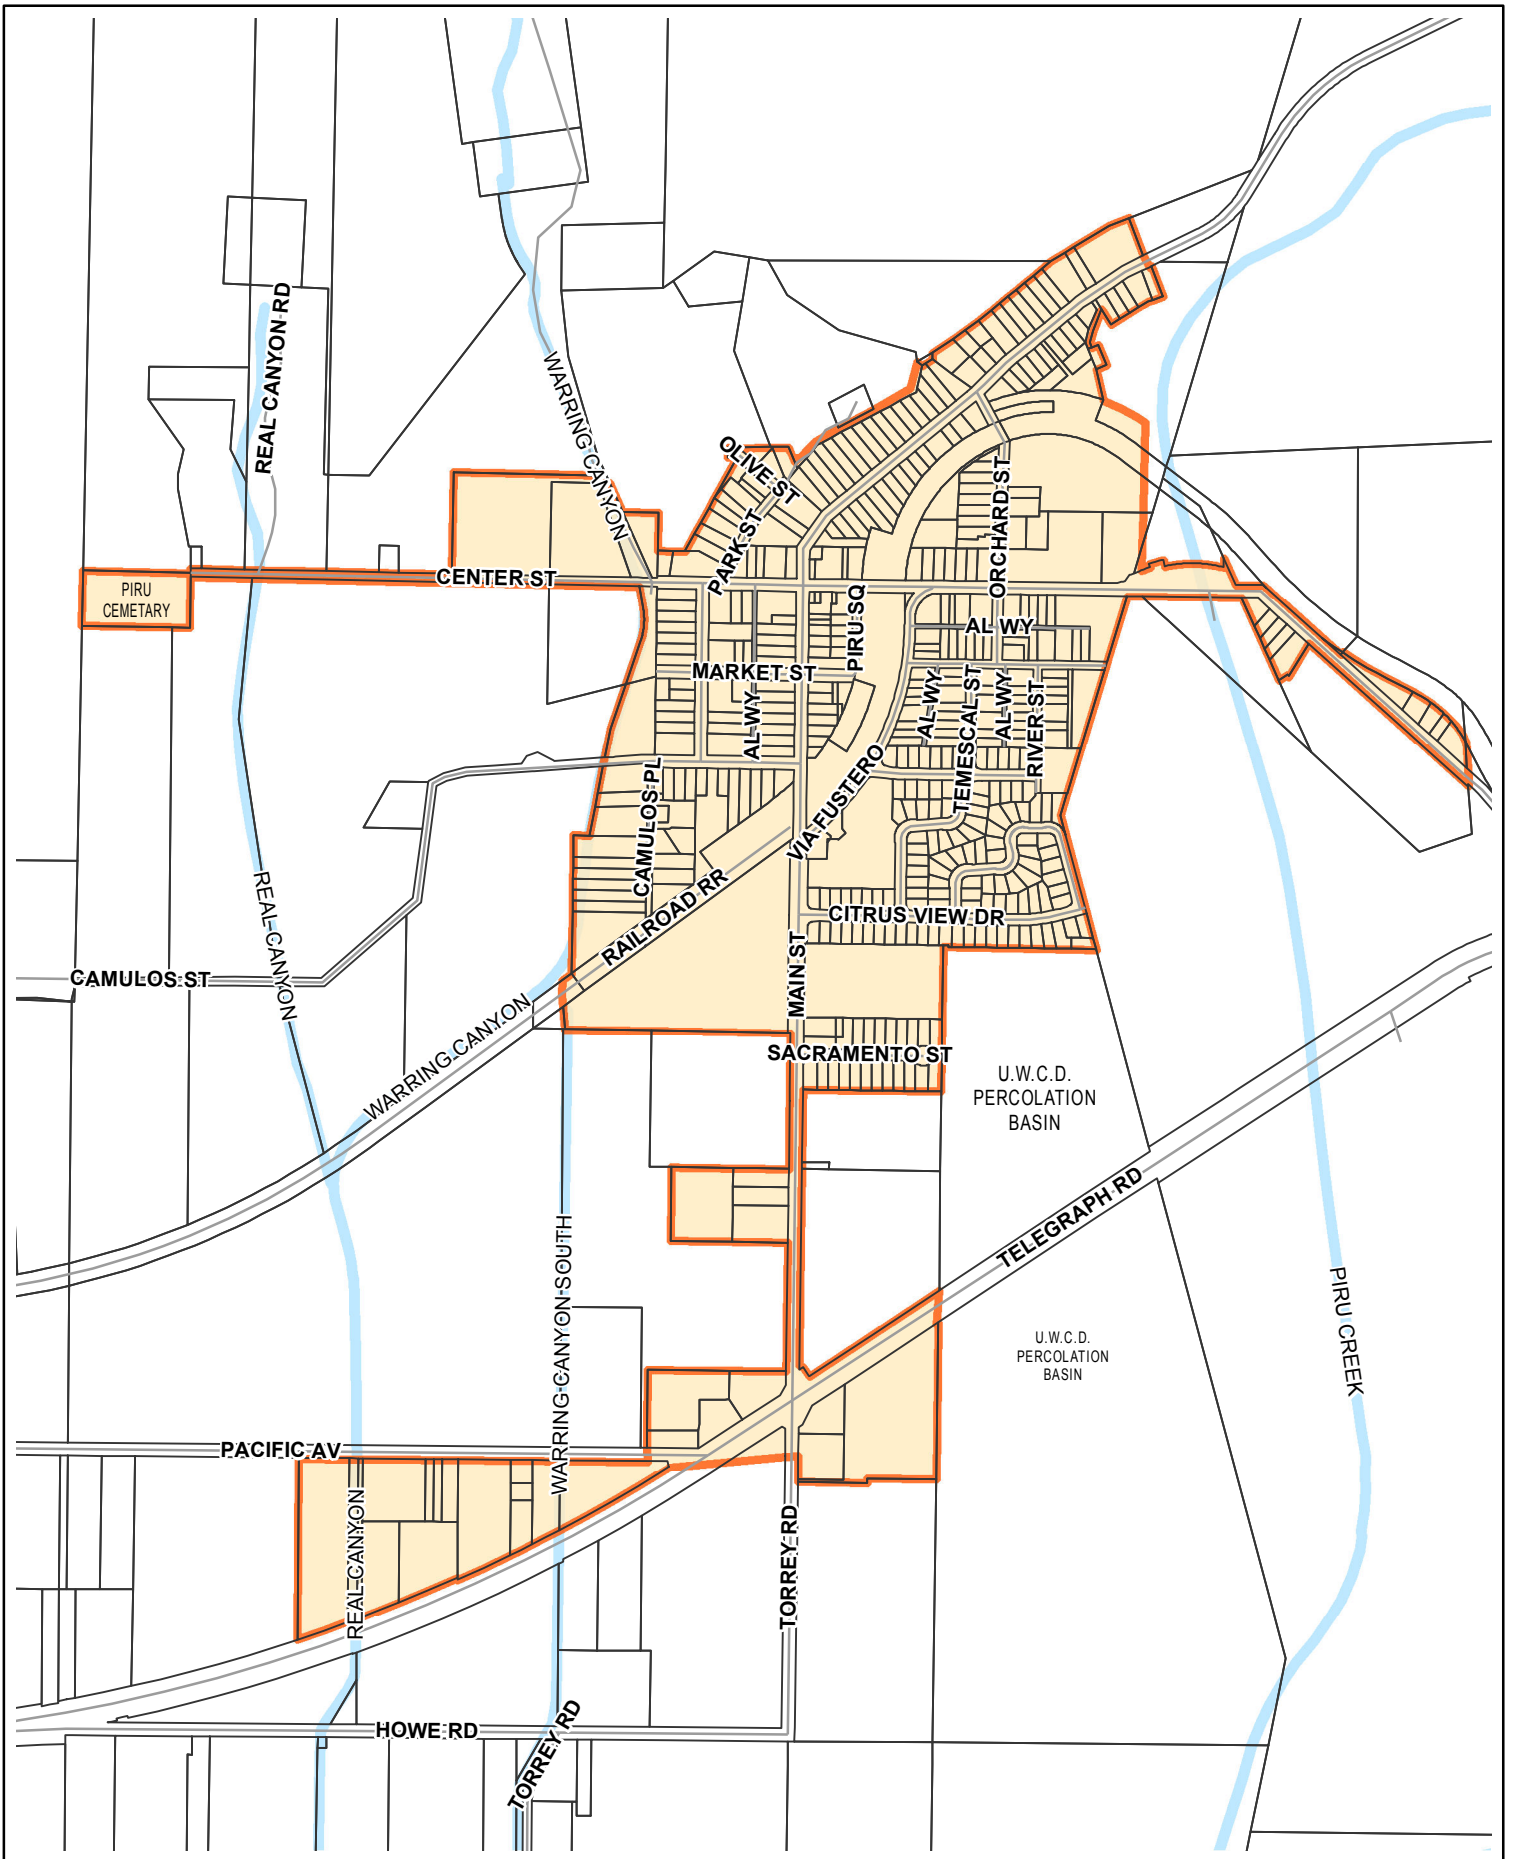 REAL CANYON RD
WARRING CANYON
OLIVE ST
PARK ST
ORCHARD ST
CENTER ST
PIRU
CEMETARY
PIRU SQ
AL WY
MARKET ST
AL WY
AL WY
TEMESCAL ST
AL WY
RIVER ST
CAMULOS PL
VIA FUSTERO
REAL CANYON
RAILROAD RR
CITRUS VIEW DR
MAIN ST
CAMULOS ST
WARRING CANYON
SACRAMENTO ST
U.W.C.D.
PERCOLATION
BASIN
TELEGRAPH RD
WARRING CANYON SOUTH
PIRU CREEK
U.W.C.D.
PERCOLATION
BASIN
PACIFIC AV
REAL CANYON
TORREY RD
HOWE RD
TORREY RD